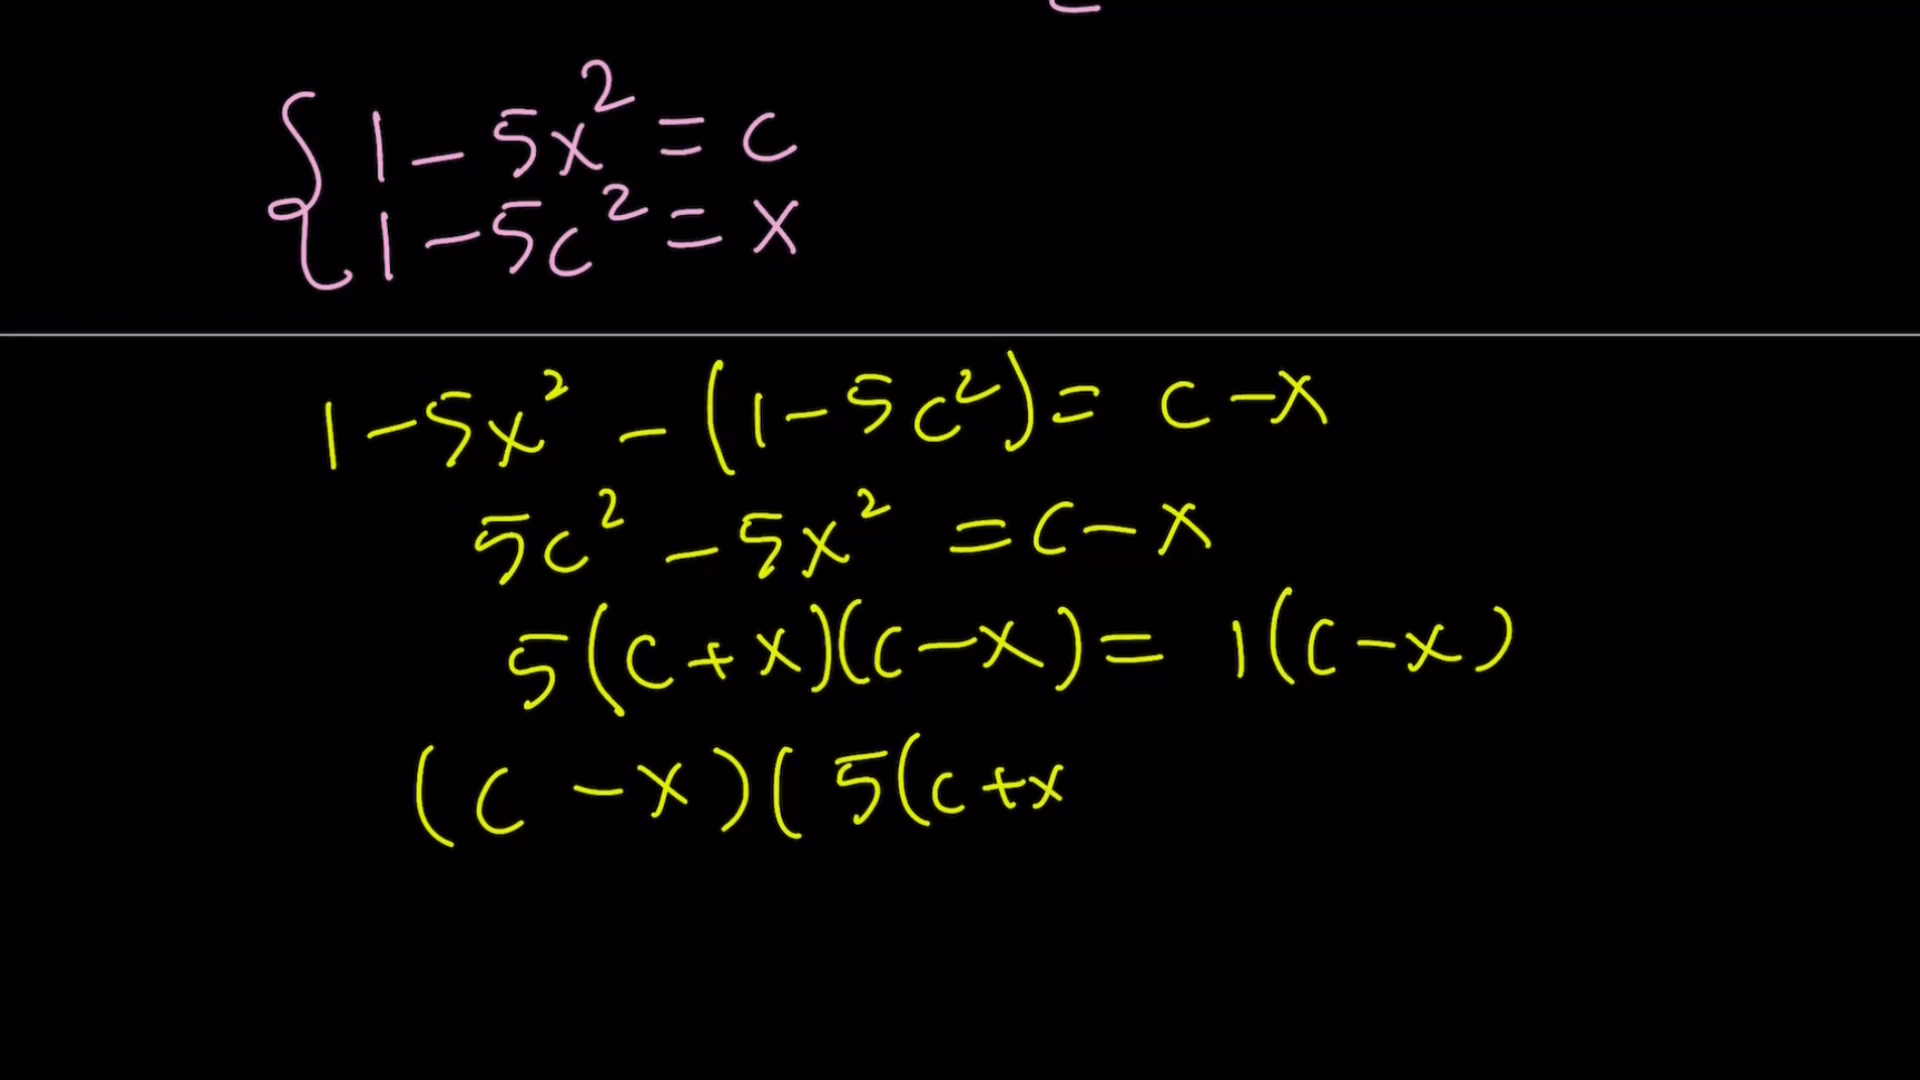 { 1 - 5x² = c
1 - 5c² = x
1 - 5x² - (1 - 5c²) = c - x
5c² - 5x² = c - x
5(c + x)(c - x) = 1(c - x)
(c - x)(5(c + x